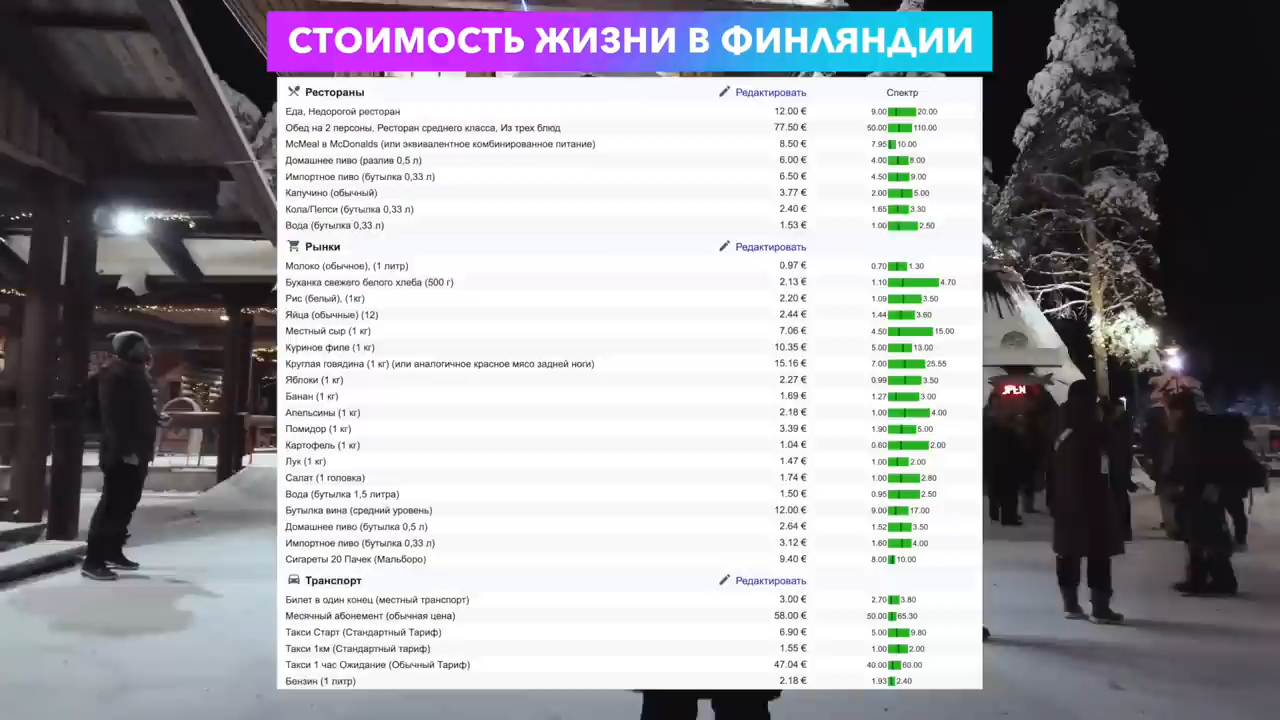 СТОИМОСТЬ ЖИЗНИ В ФИНЛЯНДИИ
Рестораны Редактировать Спектр
Еда, Недорогой ресторан 12.00 € 9.00 20.00
Обед на 2 персоны, Ресторан среднего класса, Из трех блюд 77.50 € 50.00 110.00
McMeal в McDonalds (или эквивалентное комбинированное питание) 8.50 € 7.95 10.00
Домашнее пиво (разлив 0,5 л) 6.00 € 4.00 8.00
Импортное пиво (бутылка 0,33 л) 6.50 € 4.50 9.00
Капучино (обычный) 3.77 € 2.00 5.00
Кола/Пепси (бутылка 0,33 л) 2.40 € 1.65 3.30
Вода (бутылка 0,33 л) 1.53 € 1.00 2.50
Рынки Редактировать
Молоко (обычное), (1 литр) 0.97 € 0.70 1.30
Буханка свежего белого хлеба (500 г) 2.13 € 1.10 4.70
Рис (белый), (1кг) 2.20 € 1.09 3.50
Яйца (обычные) (12) 2.44 € 1.44 3.60
Местный сыр (1 кг) 7.06 € 4.50 15.00
Куриное филе (1 кг) 10.35 € 5.00 13.00
Круглая говядина (1 кг) (или аналогичное красное мясо задней ноги) 15.16 € 7.00 25.55
Яблоки (1 кг) 2.27 € 0.99 3.50
Банан (1 кг) 1.69 € 1.27 3.00
Апельсины (1 кг) 2.18 € 1.00 4.00
Помидор (1 кг) 3.39 € 1.90 5.00
Картофель (1 кг) 1.04 € 0.60 2.00
Лук (1 кг) 1.47 € 1.00 2.00
Салат (1 головка) 1.74 € 1.00 2.80
Вода (бутылка 1,5 литра) 1.50 € 0.95 2.50
Бутылка вина (средний уровень) 12.00 € 9.00 17.00
Домашнее пиво (бутылка 0,5 л) 2.64 € 1.52 3.50
Импортное пиво (бутылка 0,33 л) 3.12 € 1.60 4.00
Сигареты 20 Пачек (Мальборо) 9.40 € 8.00 10.00
Транспорт Редактировать
Билет в один конец (местный транспорт) 3.00 € 2.70 3.80
Месячный абонемент (обычная цена) 58.00 € 50.00 65.30
Такси Старт (Стандартный Тариф) 6.90 € 5.00 9.80
Такси 1км (Стандартный тариф) 1.55 € 1.00 2.00
Такси 1 час Ожидание (Обычный Тариф) 47.04 € 40.00 60.00
Бензин (1 литр) 2.18 € 1.93 2.40
OPEN